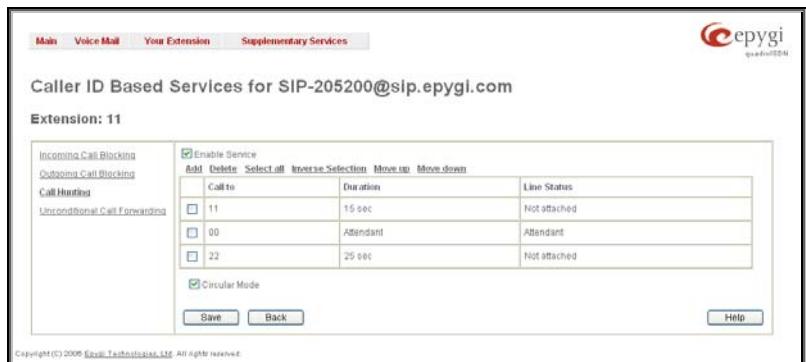 Main Voice Mail Your Extension Supplementary Services
epygi
quadroISDN
Caller ID Based Services for SIP-205200@sip.epygi.com
Extension: 11
Incoming Call Blocking
Outgoing Call Blocking
Call Hunting
Unconditional Call Forwarding
Enable Service
Add Delete Select all Inverse Selection Move up Move down
Call to Duration Line Status
11 15 sec Not attached
00 Attendant Attendant
22 25 sec Not attached
Circular Mode
Save Back Help
Copyright (C) 2006 Epygi Technologies, Ltd. All rights reserved.